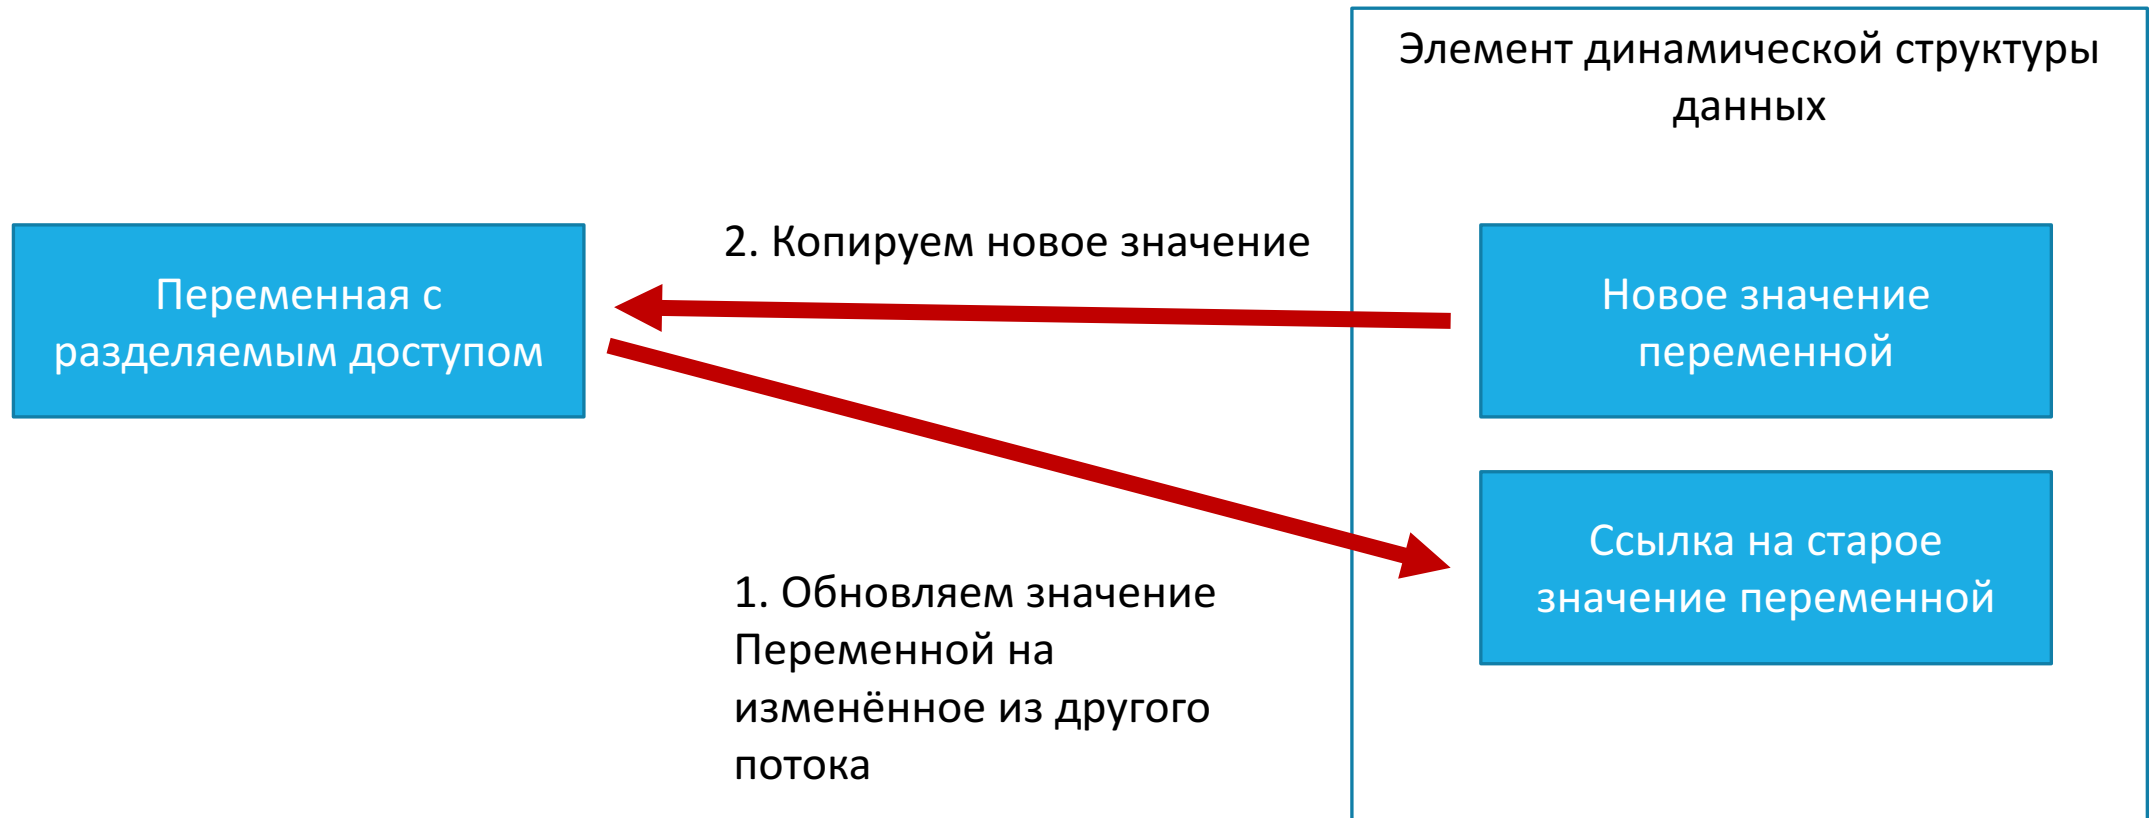 Элемент динамической структуры
данных
2. Копируем новое значение
Переменная с
разделяемым доступом
Новое значение
переменной
Ссылка на старое
значение переменной
1. Обновляем значение
Переменной на
изменённое из другого
потока